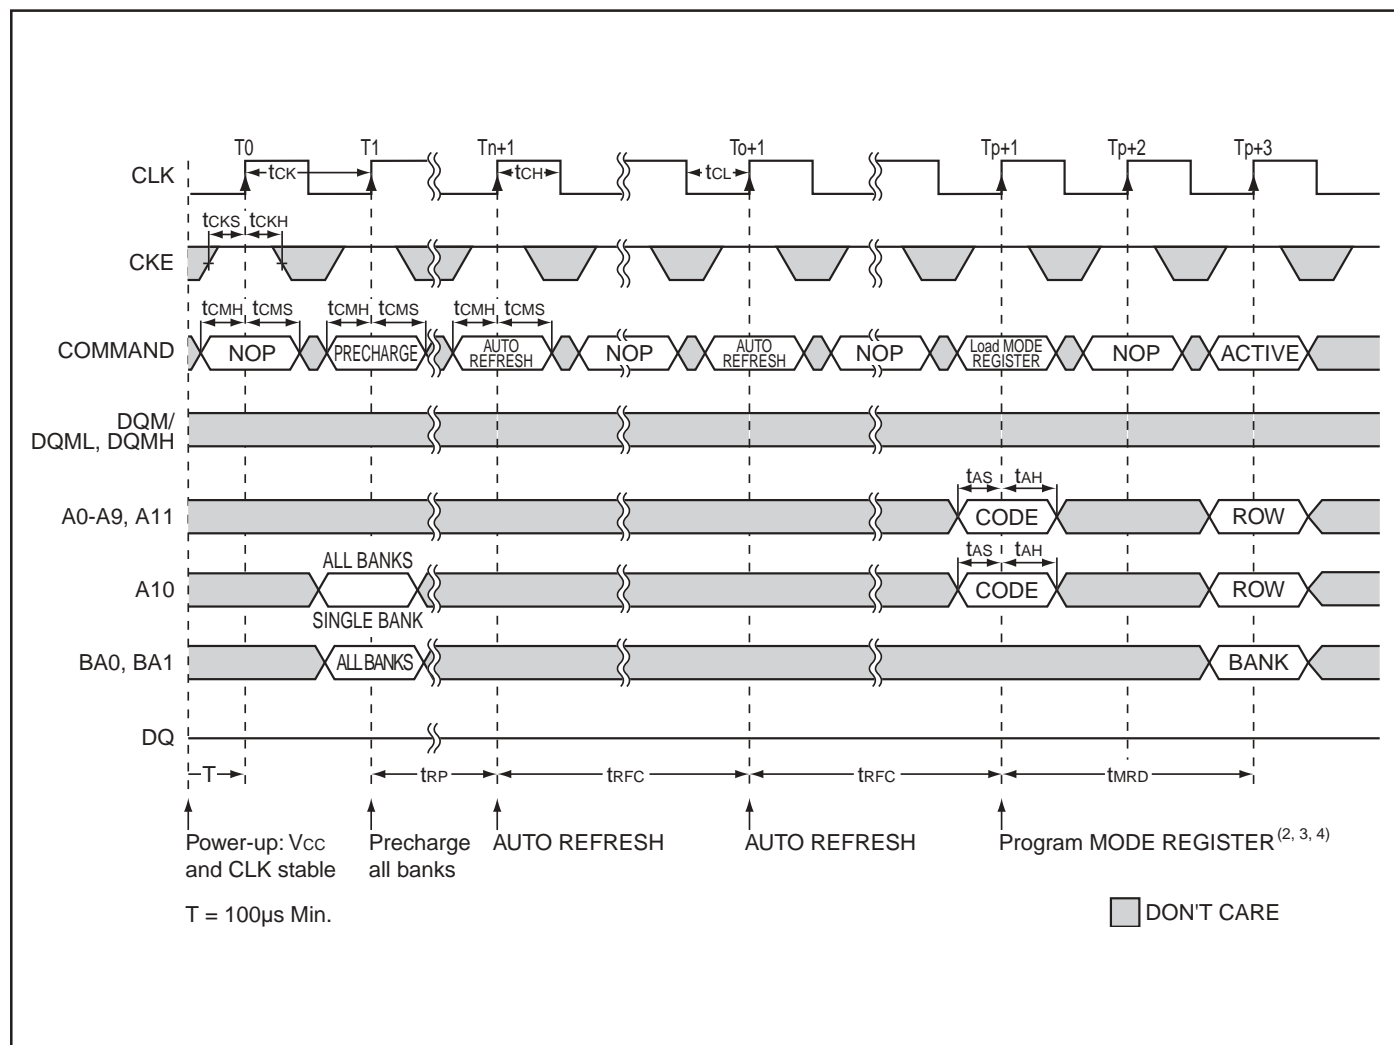 T0 T1 Tn+1 To+1 Tp+1 Tp+2 Tp+3
CLK tCK tCH tCL
tCKS tCKH
CKE
tCMH tCMS tCMH tCMS tCMH tCMS
COMMAND NOP PRECHARGE AUTO REFRESH NOP AUTO REFRESH NOP Load MODE REGISTER NOP ACTIVE
DQM/
DQML, DQMH
tAS tAH
A0-A9, A11 CODE ROW
ALL BANKS tAS tAH
A10 CODE ROW
SINGLE BANK
BA0, BA1 ALL BANKS BANK
DQ
T tRP tRFC tRFC tMRD
Power-up: VCC
and CLK stable
Precharge
all banks
AUTO REFRESH
AUTO REFRESH
Program MODE REGISTER (2, 3, 4)
T = 100µs Min.
DON'T CARE